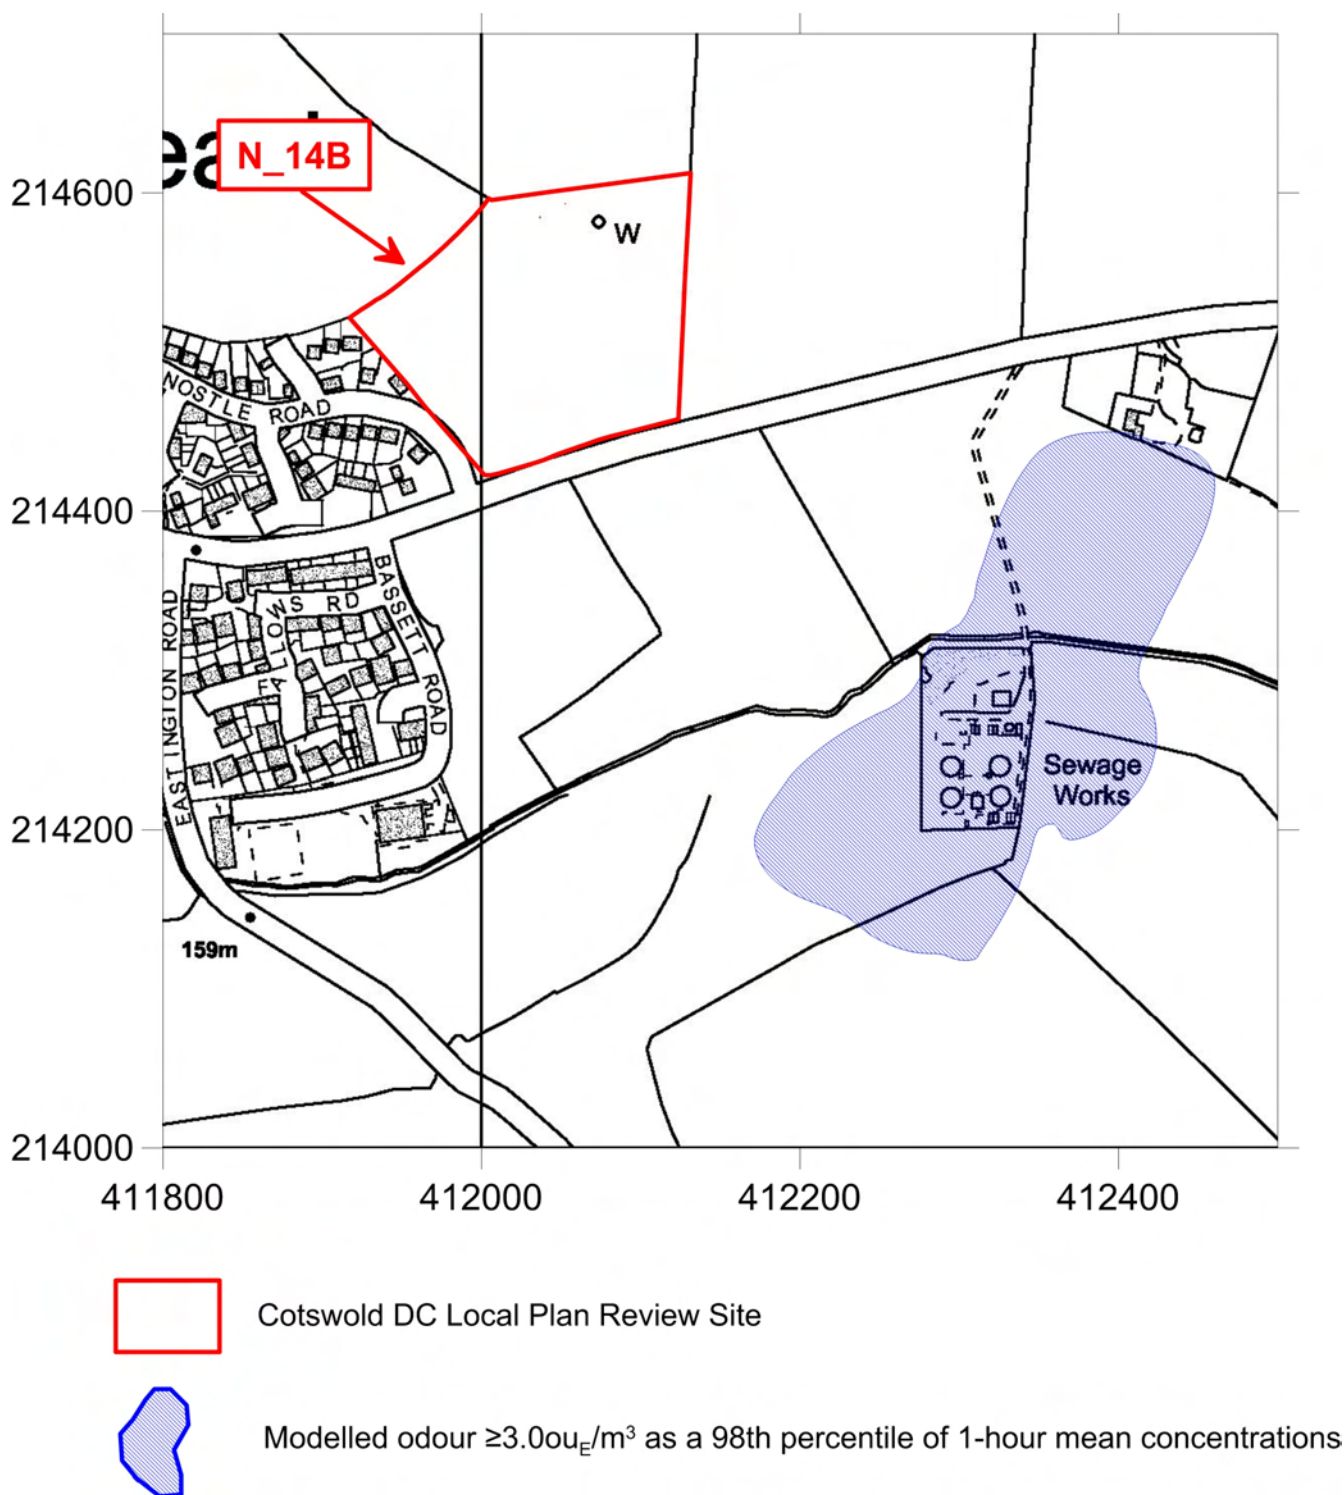 ea
N_14B
214600
W
NOSTLE ROAD
214400
BASSETT ROAD
FALLOWS RD
EASTINGTON ROAD
Sewage
Works
214200
159m
214000
411800
412000
412200
412400
Cotswold DC Local Plan Review Site
Modelled odour ≥3.0ouE/m³ as a 98th percentile of 1-hour mean concentrations